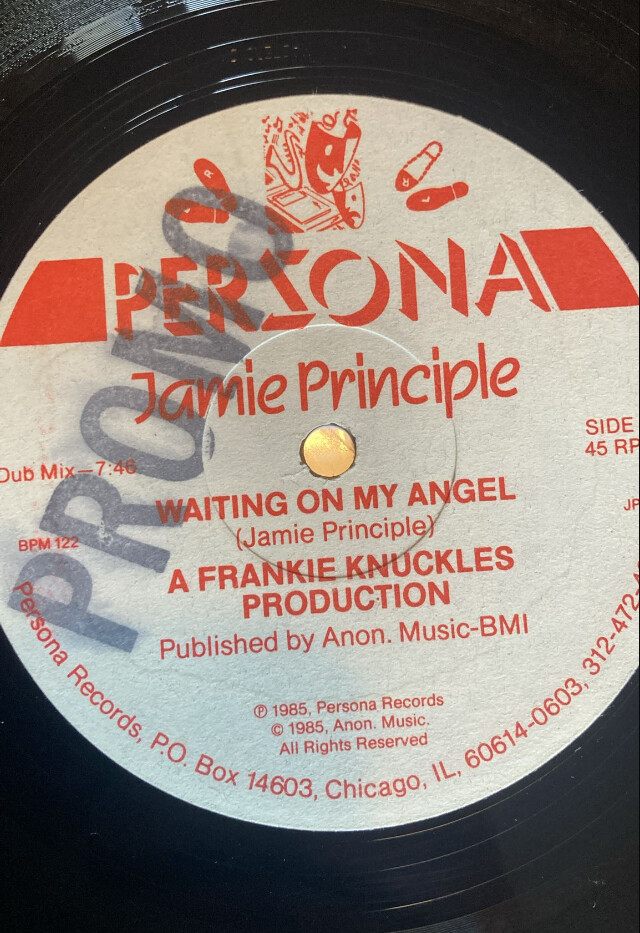 PERSONA
PROMO
Jamie Principle
SIDE
45 RP
Dub Mix—7:46
WAITING ON MY ANGEL
(Jamie Principle)
JP
BPM 122
A FRANKIE KNUCKLES
PRODUCTION
Published by Anon. Music-BMI
℗ 1985, Persona Records
© 1985, Anon. Music.
All Rights Reserved
Persona Records, P.O. Box 14603, Chicago, IL, 60614-0603, 312-472-4